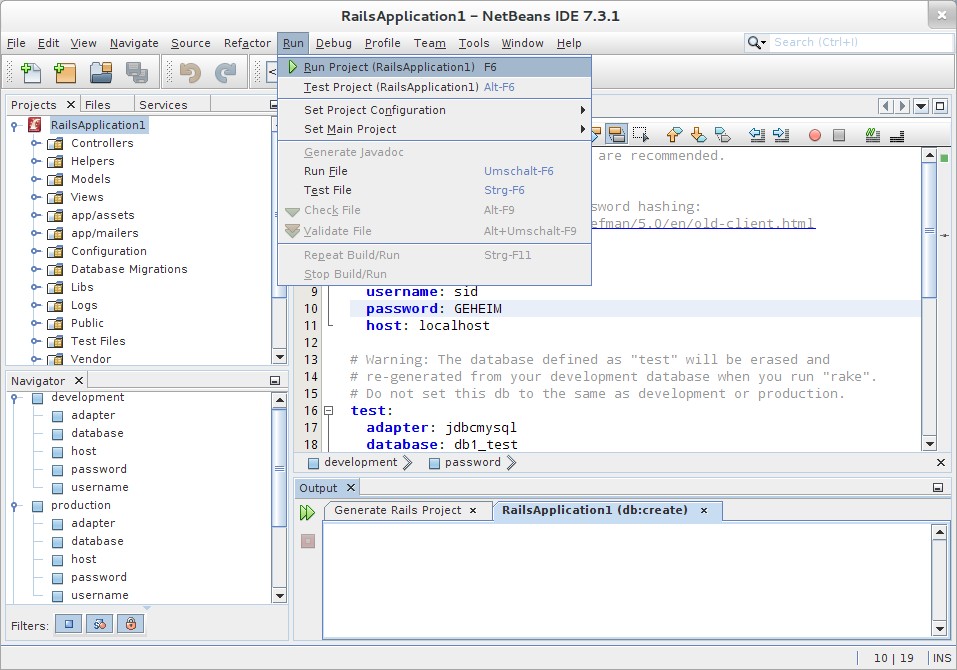 RailsApplication1 – NetBeans IDE 7.3.1
File Edit View Navigate Source Refactor Run Debug Profile Team Tools Window Help
Search (Ctrl+I)
Run Project (RailsApplication1) F6
Test Project (RailsApplication1) Alt-F6
Set Project Configuration
Set Main Project
Generate Javadoc
Run File Umschalt-F6
Test File Strg-F6
Check File Alt-F9
Validate File Alt+Umschalt-F9
Repeat Build/Run Strg-F11
Stop Build/Run
Projects Files Services
RailsApplication1
Controllers
Helpers
Models
Views
app/assets
app/mailers
Configuration
Database Migrations
Libs
Logs
Public
Test Files
Vendor
are recommended.
sword hashing:
efman/5.0/en/old-client.html
9 username: sid
10 password: GEHEIM
11 host: localhost
12
13 # Warning: The database defined as "test" will be erased and
14 # re-generated from your development database when you run "rake".
15 # Do not set this db to the same as development or production.
16 test:
17 adapter: jdbcmysql
18 database: db1_test
development password
Navigator
development
adapter
database
host
password
username
production
adapter
database
host
password
username
Filters:
Output
Generate Rails Project RailsApplication1 (db:create)
10 | 19 INS